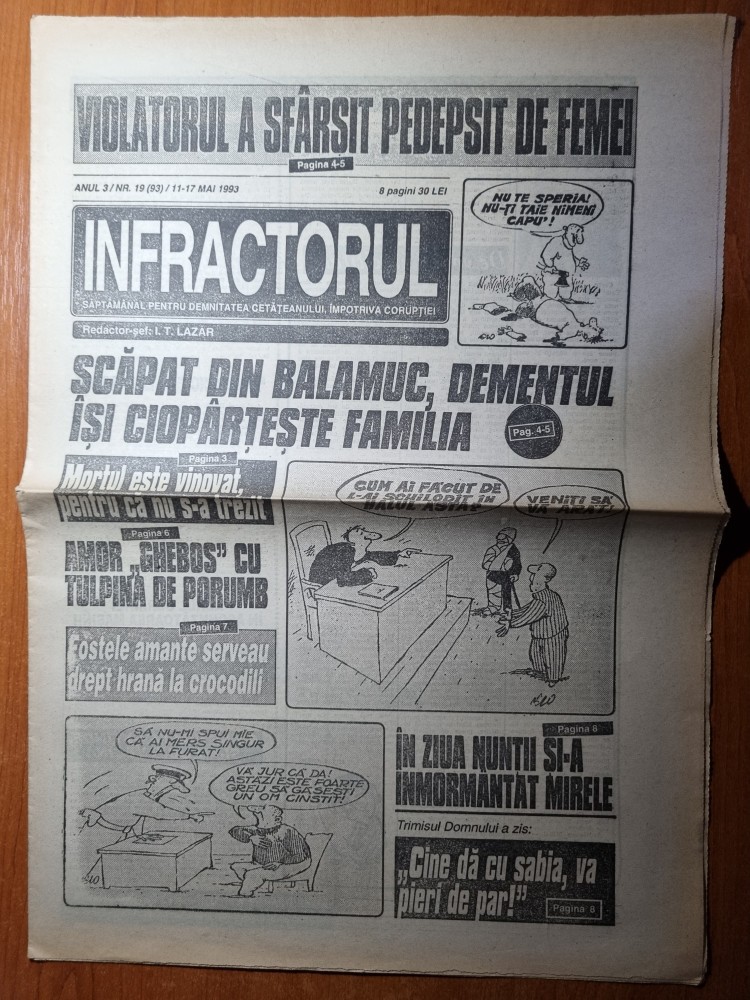 VIOLATORUL A SFÂRȘIT PEDEPSIT DE FEMEI
Pagina 4-5
ANUL 3 / NR. 19 (93) / 11-17 MAI 1993
8 pagini 30 LEI
INFRACTORUL
SĂPTĂMÂNAL PENTRU DEMNITATEA CETĂȚEANULUI, ÎMPOTRIVA CORUPȚIEI
Redactor-șef: I. T. LAZĂR
NU TE SPERIA!
NU-ȚI TAIE NIMENI
CAPU'!
SCĂPAT DIN BALAMUC, DEMENTUL
ÎȘI CIOPÂRȚEȘTE FAMILIA
Pag. 4-5
Pagina 3
Mortul este vinovat,
pentru că nu s-a trezit
Pagina 6
AMOR „GHEBOS” CU
TULPINA DE PORUMB
Pagina 7
Fostele amante serveau
drept hrană la crocodili
CUM AI FĂCUT DE
L-AI SCHILODIT ÎN
HALUL ĂSTA?
VENIȚI SĂ
VĂ ARĂT!
SĂ NU-MI SPUI MIE
CĂ AI MERS SINGUR
LA FURAT!
VĂ JUR CĂ DA!
ASTĂZI ESTE FOARTE
GREU SĂ GĂSEȘTI
UN OM CINSTIT!
Pagina 8
ÎN ZIUA NUNȚII ȘI-A
ÎNMORMÂNTAT MIRELE
Trimisul Domnului a zis:
„Cine dă cu sabia, va
pieri de par!”
Pagina 8